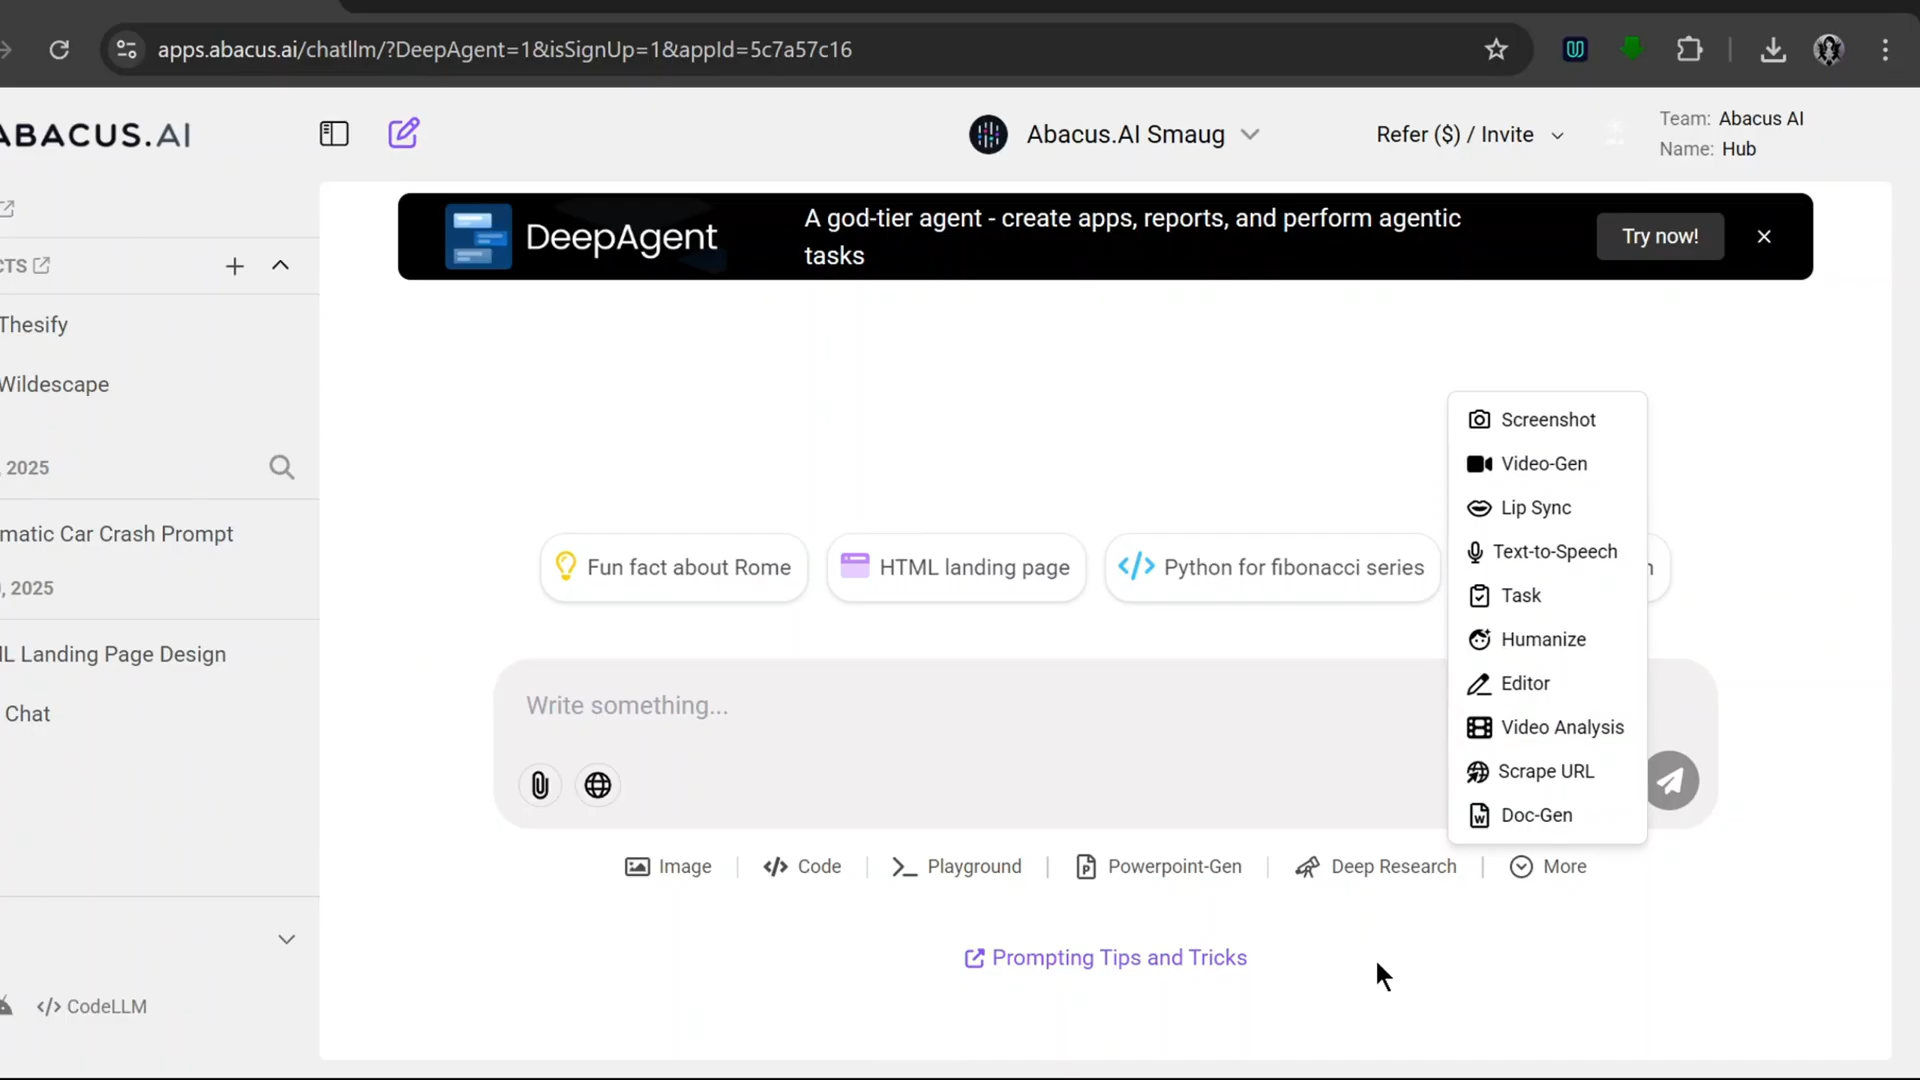 apps.abacus.ai/chatllm/?DeepAgent=1&isSignUp=1&appId=5c7a57c16
ABACUS.AI
Abacus.AI Smaug
Refer ($) / Invite
Team: Abacus AI
Name: Hub
DeepAgent
A god-tier agent - create apps, reports, and perform agentic
tasks
Try now!
CTS
Thesify
Wildescape
, 2025
matic Car Crash Prompt
, 2025
L Landing Page Design
Chat
CodeLLM
Fun fact about Rome
HTML landing page
Python for fibonacci series
Screenshot
Video-Gen
Lip Sync
Text-to-Speech
Task
Humanize
Editor
Video Analysis
Scrape URL
Doc-Gen
Write something...
Image
Code
Playground
Powerpoint-Gen
Deep Research
More
Prompting Tips and Tricks